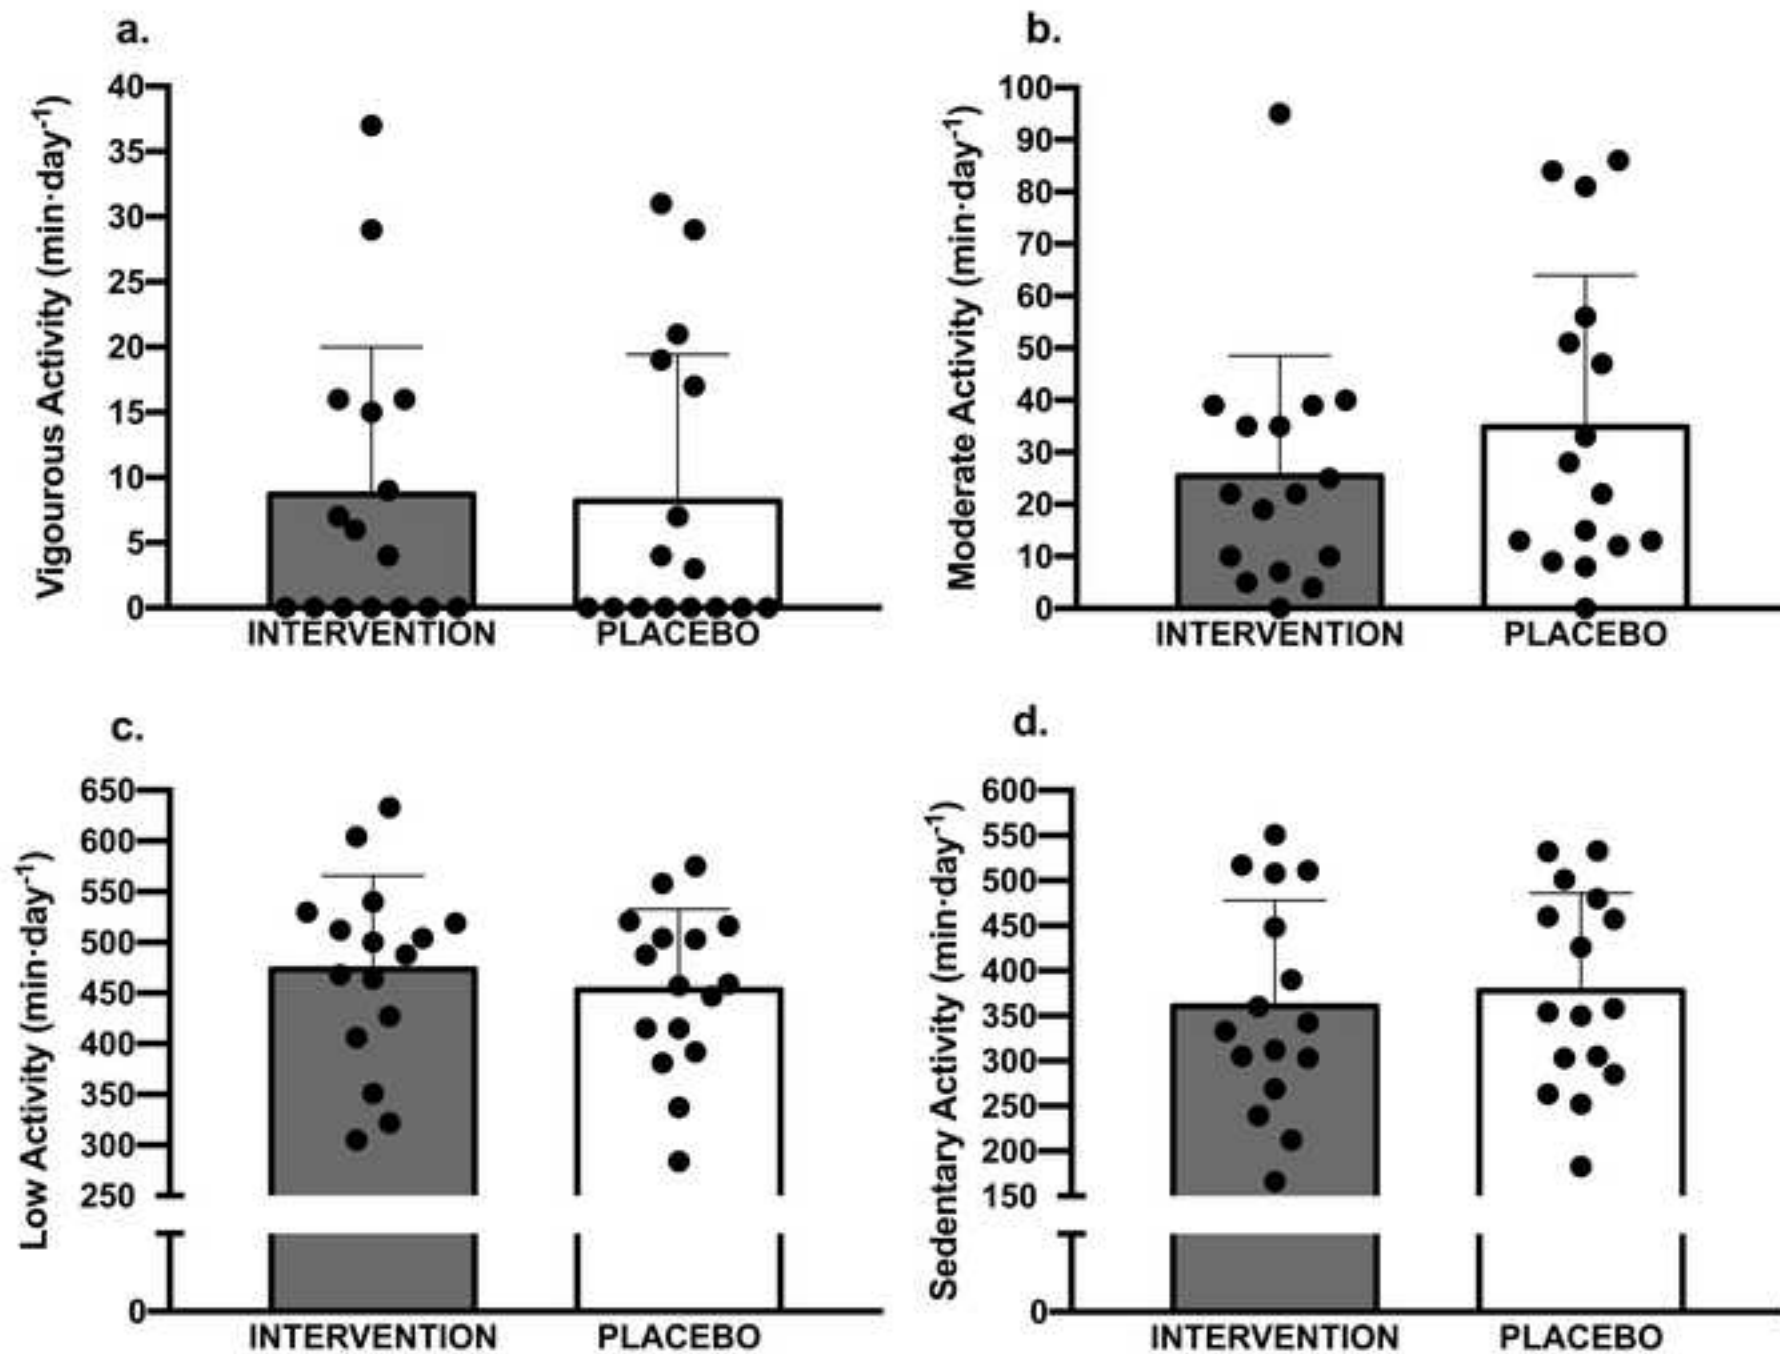 a.
Vigourous Activity (min·day⁻¹)
40
35
30
25
20
15
10
5
0
INTERVENTION
PLACEBO
b.
Moderate Activity (min·day⁻¹)
100
90
80
70
60
50
40
30
20
10
0
INTERVENTION
PLACEBO
c.
Low Activity (min·day⁻¹)
650
600
550
500
450
400
350
300
250
0
INTERVENTION
PLACEBO
d.
Sedentary Activity (min·day⁻¹)
600
550
500
450
400
350
300
250
200
150
0
INTERVENTION
PLACEBO